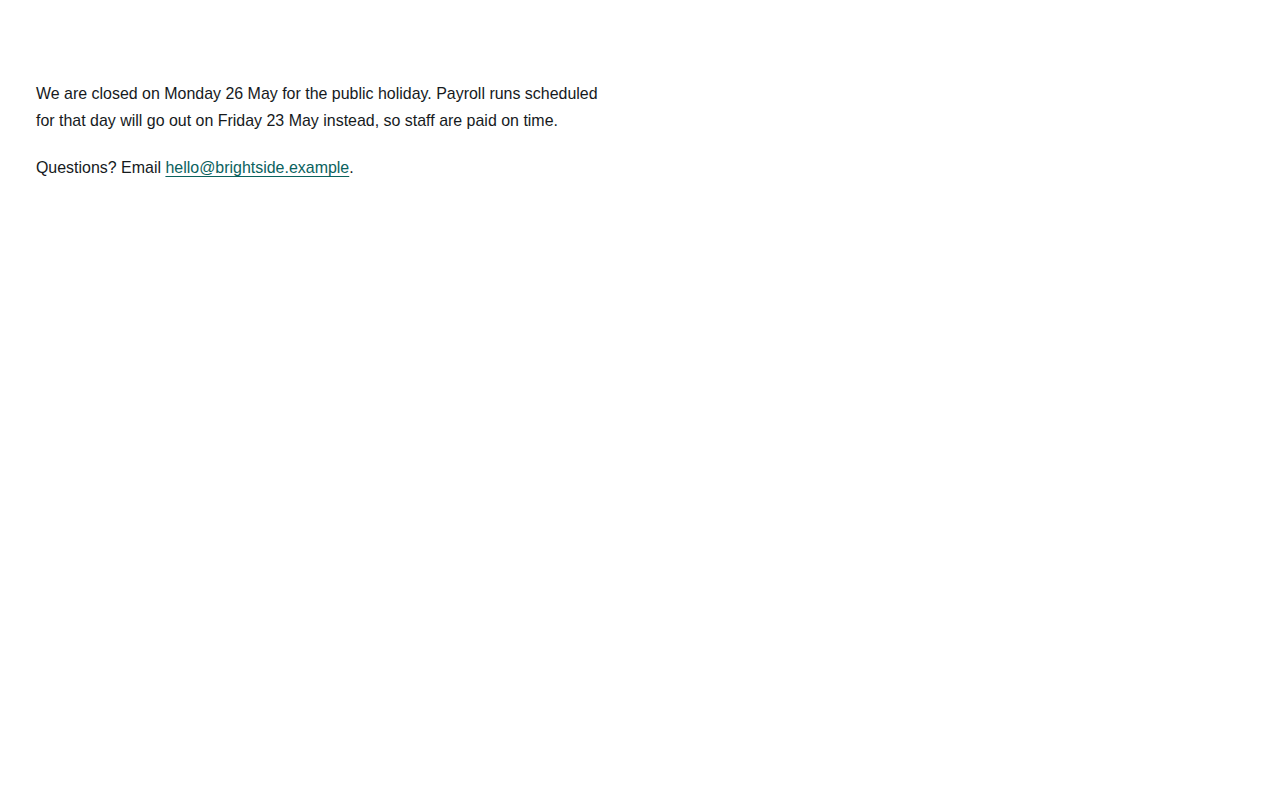 We are closed on Monday 26 May for the public holiday. Payroll runs scheduled
for that day will go out on Friday 23 May instead, so staff are paid on time.
Questions? Email hello@brightside.example.